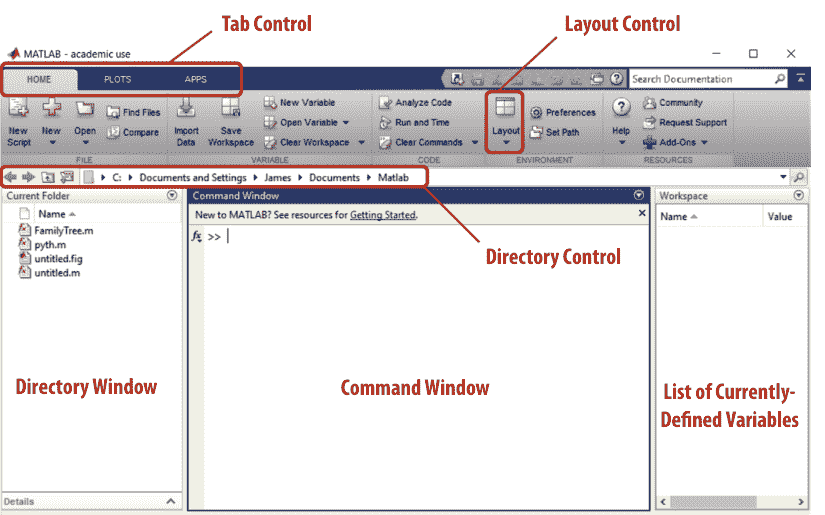 Tab Control
Layout Control
MATLAB - academic use
HOME
PLOTS
APPS
Search Documentation
New Script
New
Open
Find Files
Compare
Import Data
Save Workspace
New Variable
Open Variable
Clear Workspace
Analyze Code
Run and Time
Clear Commands
Layout
Preferences
Set Path
Help
Community
Request Support
Add-Ons
FILE
VARIABLE
CODE
ENVIRONMENT
RESOURCES
C: Documents and Settings James Documents Matlab
Current Folder
Name
FamilyTree.m
pyth.m
untitled.fig
untitled.m
Directory Window
Details
Command Window
New to MATLAB? See resources for Getting Started.
fx >>
Directory Control
Command Window
Workspace
Name
Value
List of Currently-
Defined Variables